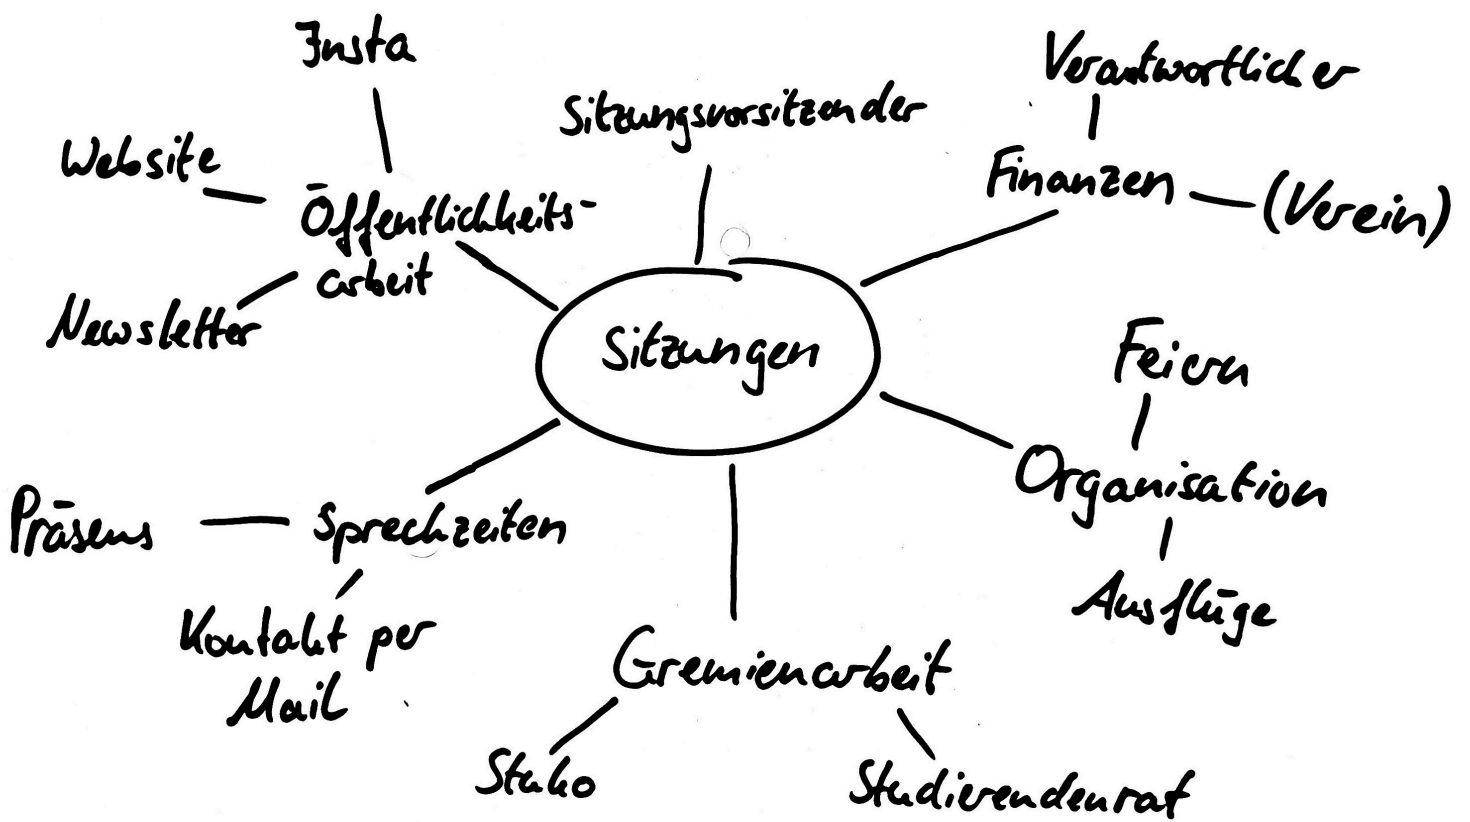 Insta
Sitzungsvorsitzender
Verantwortlicher
Website
Öffentlichkeits-
arbeit
Finanzen
(Verein)
Newsletter
Sitzungen
Feiern
Organisation
Präsens
Sprechzeiten
Kontakt per
Mail
Ausflüge
Gremienarbeit
Stuko
Studierendenrat